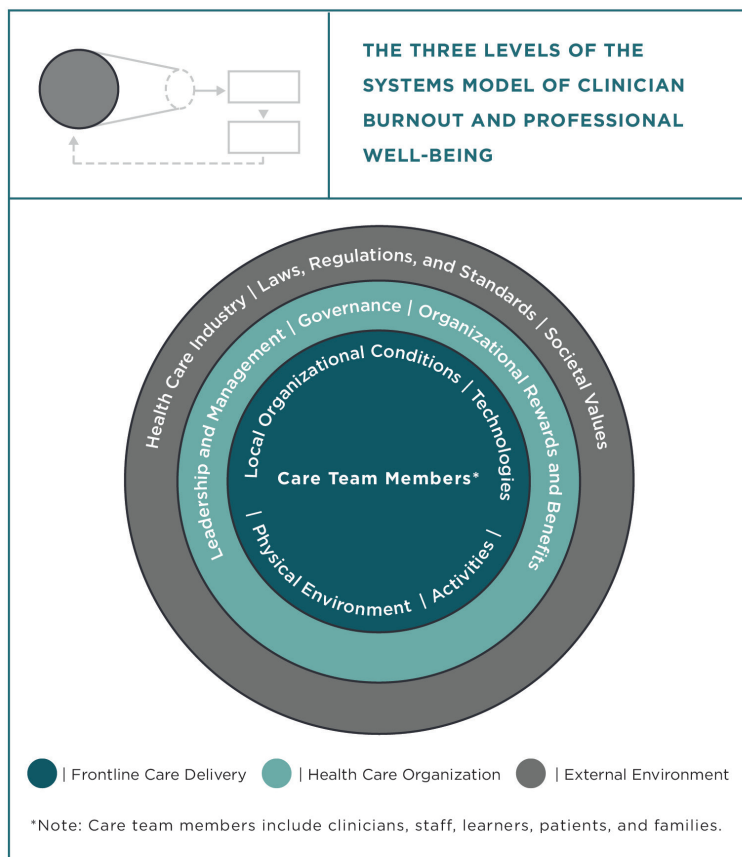 THE THREE LEVELS OF THE
SYSTEMS MODEL OF CLINICIAN
BURNOUT AND PROFESSIONAL
WELL-BEING
Health Care Industry | Laws, Regulations, and Standards | Societal Values
Leadership and Management | Governance | Organizational Rewards and Benefits
Local Organizational Conditions | Technologies
Care Team Members*
| Physical Environment | Activities |
| Frontline Care Delivery
| Health Care Organization
| External Environment
*Note: Care team members include clinicians, staff, learners, patients, and families.